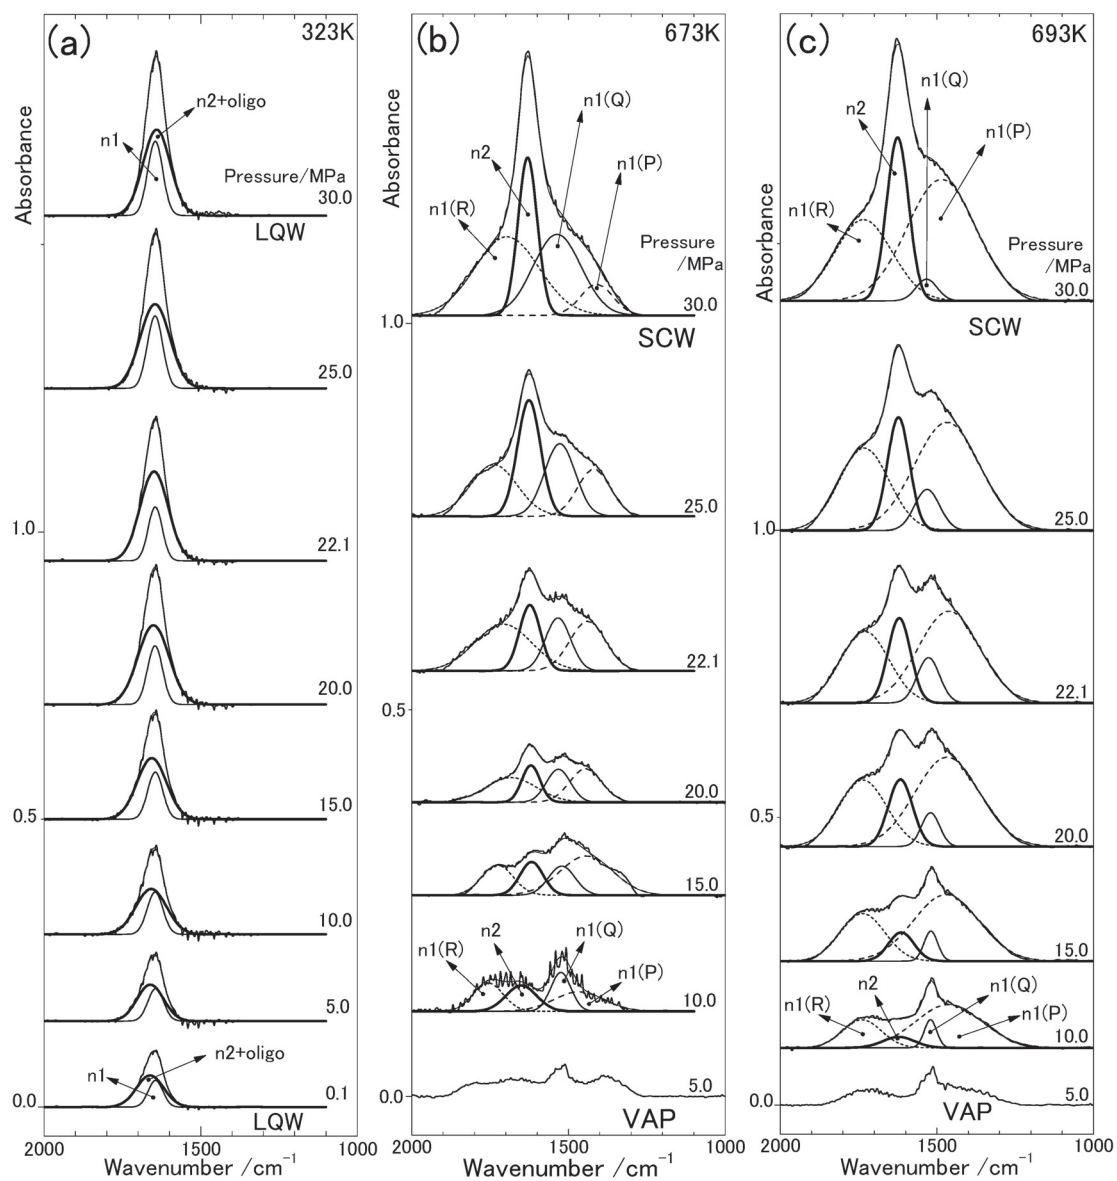 (a) 323K
Absorbance
n2+oligo
n1
Pressure/MPa
30.0
LQW
25.0
1.0
22.1
20.0
15.0
0.5
10.0
5.0
n2+oligo
n1
0.1
0.0
LQW
2000 1500 1000
Wavenumber /cm⁻¹
(b) 673K
Absorbance
n1(Q)
n2
n1(P)
n1(R)
Pressure
/MPa
30.0
1.0
SCW
25.0
22.1
0.5
20.0
15.0
n1(R) n2 n1(Q)
n1(P)
10.0
5.0
0.0
VAP
2000 1500 1000
Wavenumber /cm⁻¹
(c) 693K
Absorbance
n1(Q)
n2
n1(P)
n1(R)
Pressure
/MPa
30.0
SCW
25.0
1.0
22.1
20.0
0.5
15.0
n1(R) n2 n1(Q)
n1(P)
10.0
5.0
0.0
VAP
2000 1500 1000
Wavenumber /cm⁻¹